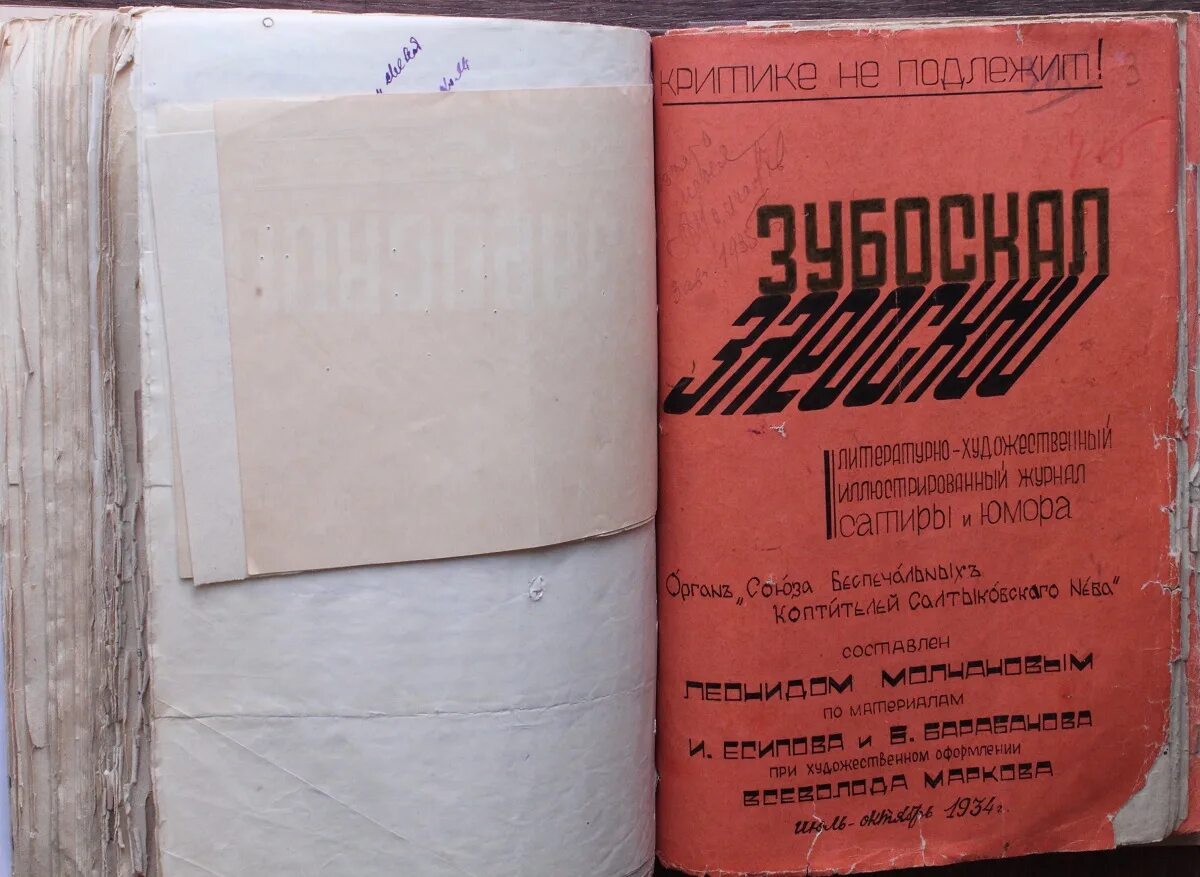 критике не подлежит!
ЗУБОСКАЛ
ЛИТЕРАТУРНО-ХУДОЖЕСТВЕННЫЙ
ИЛЛЮСТРИРОВАННЫЙ ЖУРНАЛ
САТИРЫ и ЮМОРА
Органъ „Союза Беспечальныхъ
Коптителей Салтыковского Неба"
СОСТАВЛЕН
ЛЕОНИДОМ МОЛЧАНОВЫМ
ПО МАТЕРИАЛАМ
И. ЕСИПОВА и Б. БАРАБАНОВА
ПРИ ХУДОЖЕСТВЕННОМ ОФОРМЛЕНИИ
ВСЕВОЛОДА МАРКОВА
июль-октябрь 1934 г.